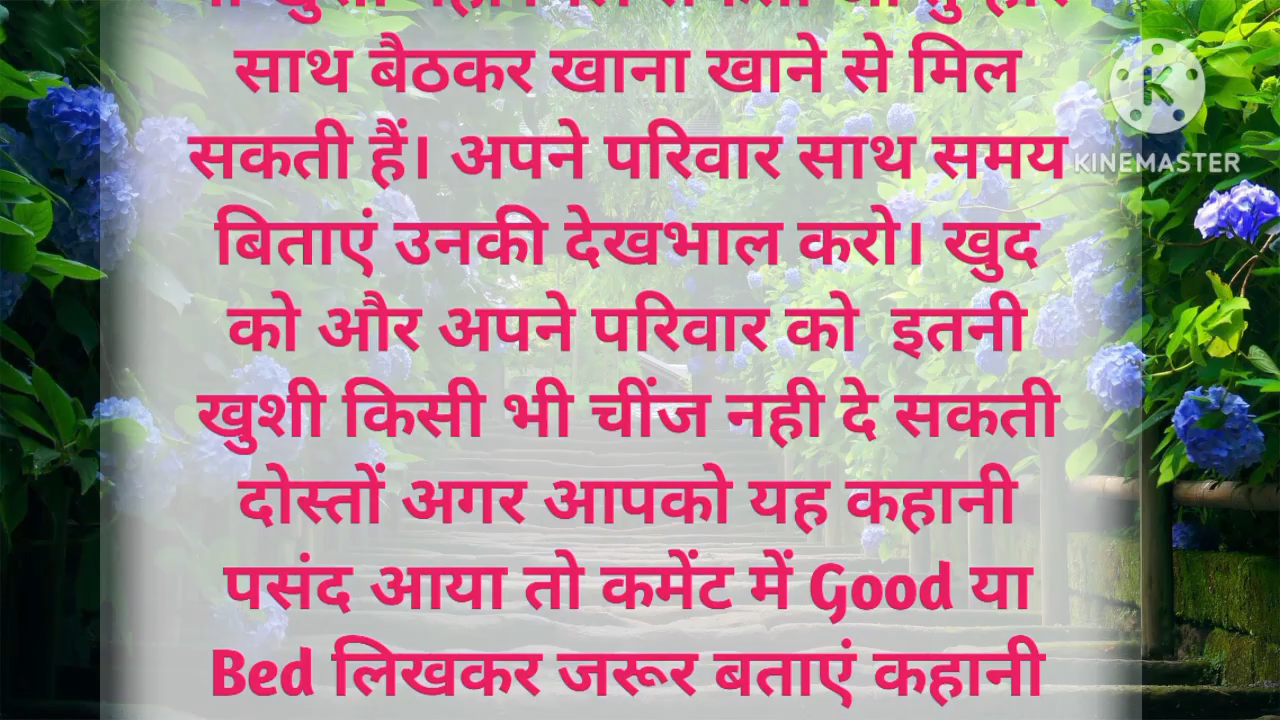 साथ बैठकर खाना खाने से मिल
सकती हैं। अपने परिवार साथ समय
बिताएं उनकी देखभाल करो। खुद
को और अपने परिवार को इतनी
खुशी किसी भी चींज नही दे सकती
दोस्तों अगर आपको यह कहानी
पसंद आया तो कमेंट में Good या
Bed लिखकर जरूर बताएं कहानी
K
KINEMASTER